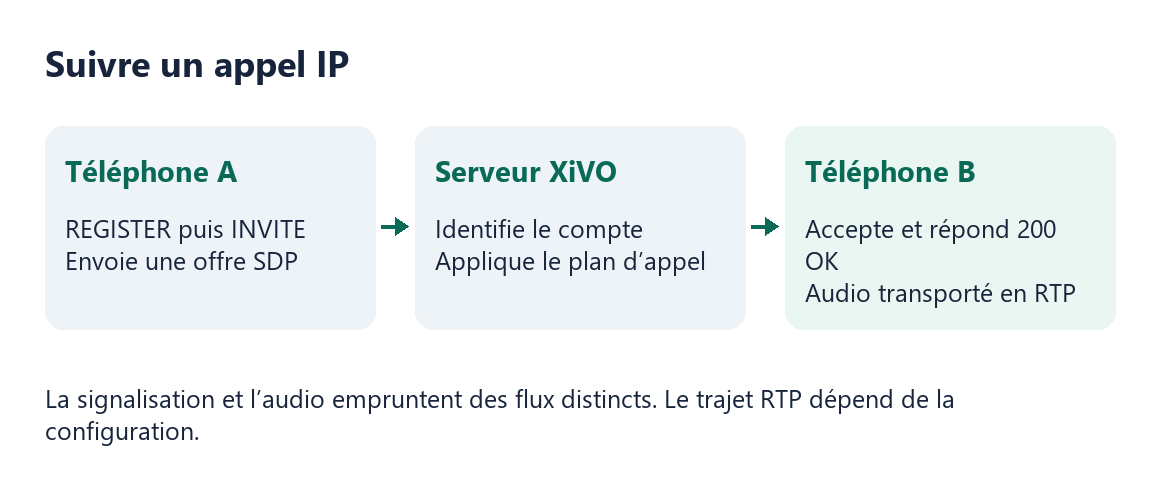 Suivre un appel IP
Téléphone A
REGISTER puis INVITE
Envoie une offre SDP
Serveur XiVO
Identifie le compte
Applique le plan d’appel
Téléphone B
Accepte et répond 200
OK
Audio transporté en RTP
La signalisation et l’audio empruntent des flux distincts. Le trajet RTP dépend de la
configuration.